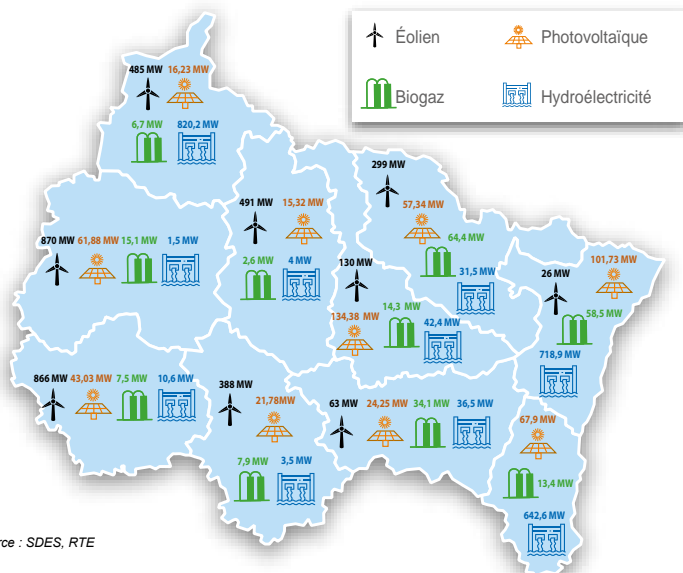 Éolien
Photovoltaïque
Biogaz
Hydroélectricité
485 MW 16,23 MW
6,7 MW 820,2 MW
299 MW
57,34 MW
64,4 MW
31,5 MW
491 MW 15,32 MW
2,6 MW 4 MW
870 MW 61,88 MW 15,1 MW 1,5 MW
130 MW
134,38 MW 14,3 MW 42,4 MW
101,73 MW
26 MW
58,5 MW
718,9 MW
866 MW 43,03 MW 7,5 MW 10,6 MW
388 MW
21,78MW
7,9 MW 3,5 MW
63 MW 24,25 MW 34,1 MW 36,5 MW
67,9 MW
13,4 MW
642,6 MW
rce : SDES, RTE